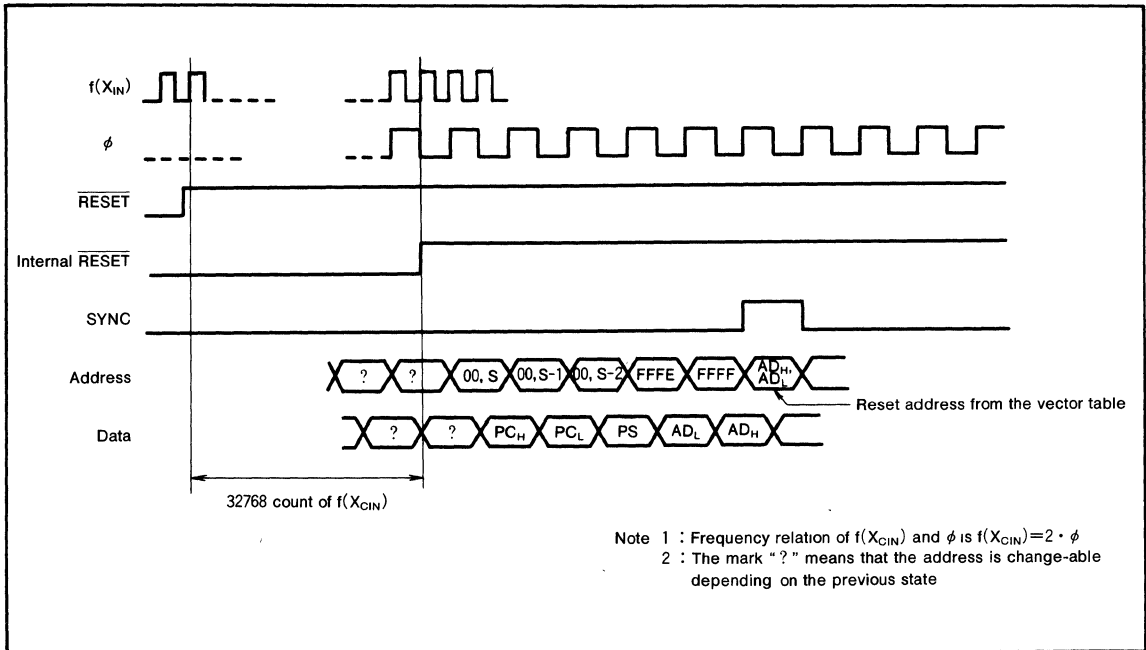 f(XIN)
ϕ
RESET
Internal RESET
SYNC
Address
? ? 00, S 00, S-1 00, S-2 FFFE FFFF ADH, ADL
Reset address from the vector table
Data
? ? PCH PCL PS ADL ADH
32768 count of f(XCIN)
Note 1 : Frequency relation of f(XCIN) and ϕ is f(XCIN)=2・ϕ
2 : The mark “?” means that the address is change-able
depending on the previous state